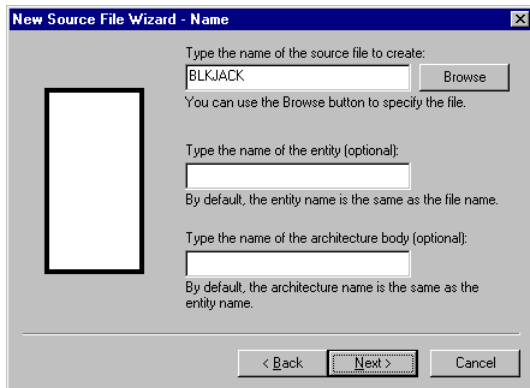 New Source File Wizard - Name
Type the name of the source file to create:
BLKJACK
Browse
You can use the Browse button to specify the file.
Type the name of the entity (optional):
By default, the entity name is the same as the file name.
Type the name of the architecture body (optional):
By default, the architecture name is the same as the
entity name.
< Back
Next >
Cancel